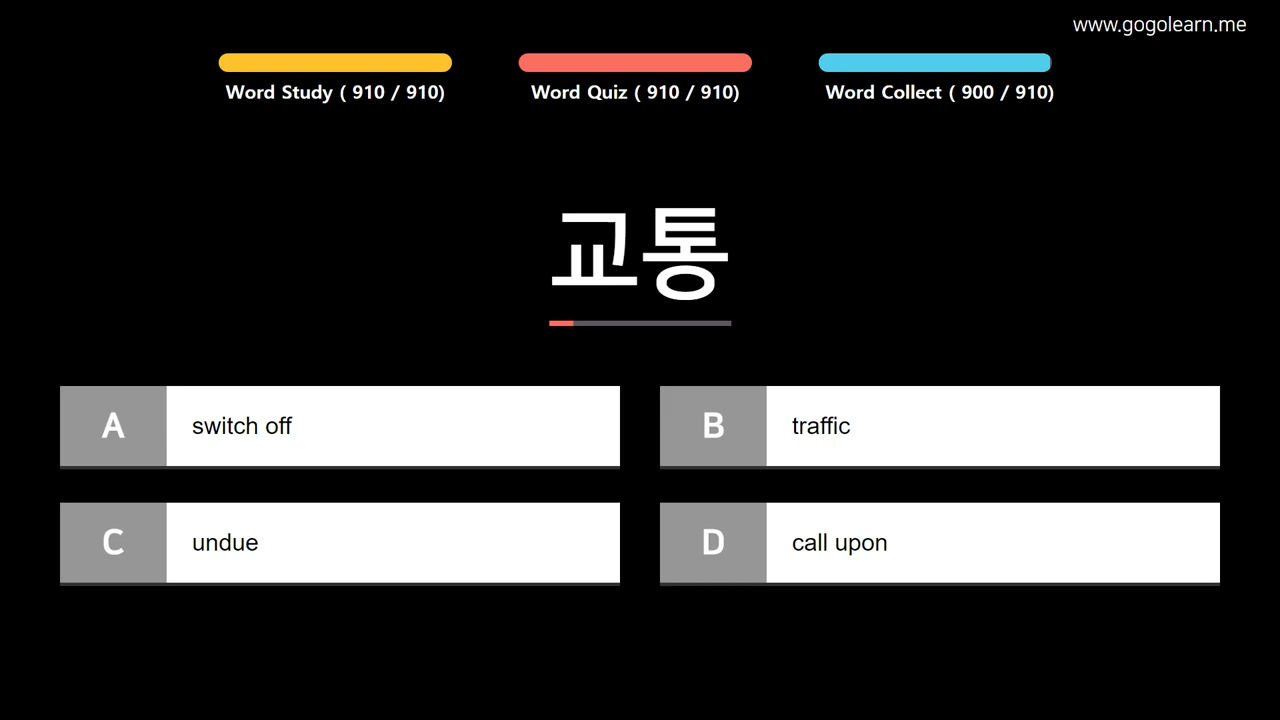 www.gogolearn.me
Word Study ( 910 / 910)
Word Quiz ( 910 / 910)
Word Collect ( 900 / 910)
교통
A switch off
B traffic
C undue
D call upon